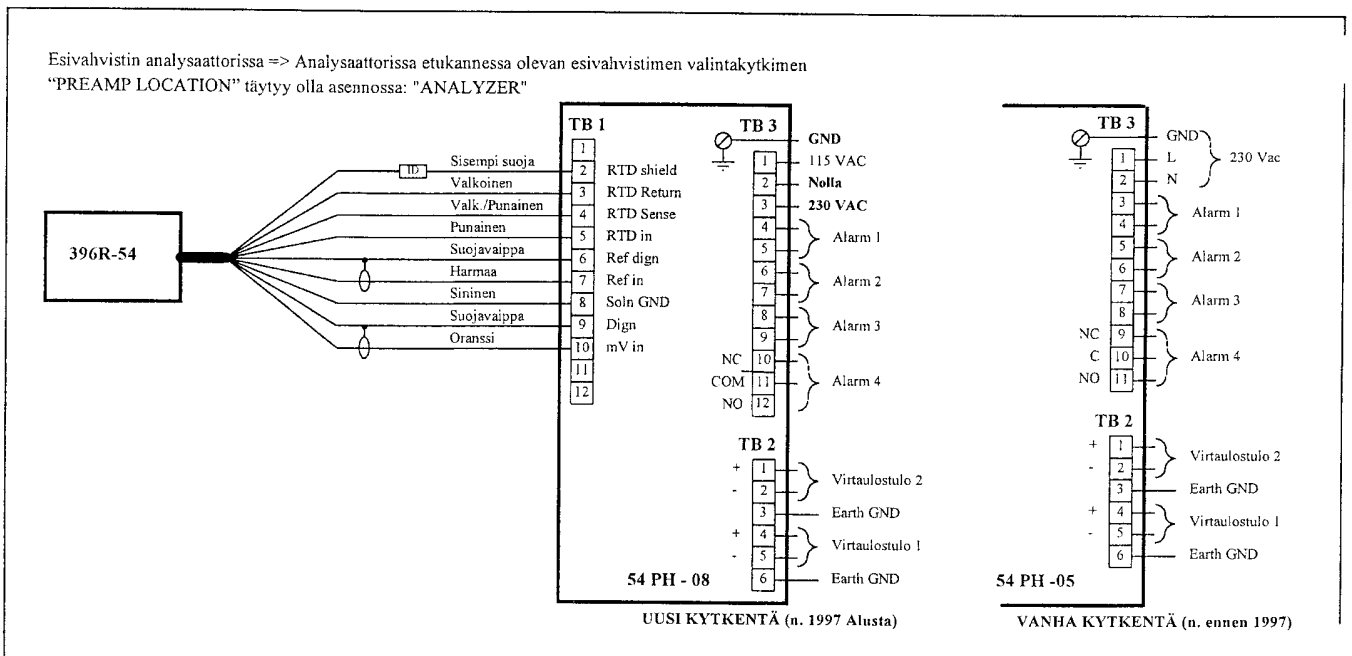 Esivahvistin analysaattorissa => Analysaattorissa etukannessa olevan esivahvistimen valintakytkimen
“PREAMP LOCATION” täytyy olla asennossa: "ANALYZER"
396R-54
ID
Sisempi suoja
Valkoinen
Valk./Punainen
Punainen
Suojavaippa
Harmaa
Sininen
Suojavaippa
Oranssi
TB 1
1
2 RTD shield
3 RTD Return
4 RTD Sense
5 RTD in
6 Ref dign
7 Ref in
8 Soln GND
9 Dign
10 mV in
11
12
TB 3
GND
1 115 VAC
2 Nolla
3 230 VAC
4
5
Alarm 1
6
7
Alarm 2
8
9
Alarm 3
NC 10
COM 11
NO 12
Alarm 4
TB 2
+ 1
- 2
Virtaulostulo 2
3 Earth GND
+ 4
- 5
Virtaulostulo 1
6 Earth GND
54 PH - 08
UUSI KYTKENTÄ (n. 1997 Alusta)
TB 3
GND
1 L
2 N
230 Vac
3
4
Alarm 1
5
6
Alarm 2
7
8
Alarm 3
NC 9
C 10
NO 11
Alarm 4
TB 2
+ 1
- 2
Virtaulostulo 2
3 Earth GND
+ 4
- 5
Virtaulostulo 1
6 Earth GND
54 PH -05
VANHA KYTKENTÄ (n. ennen 1997)